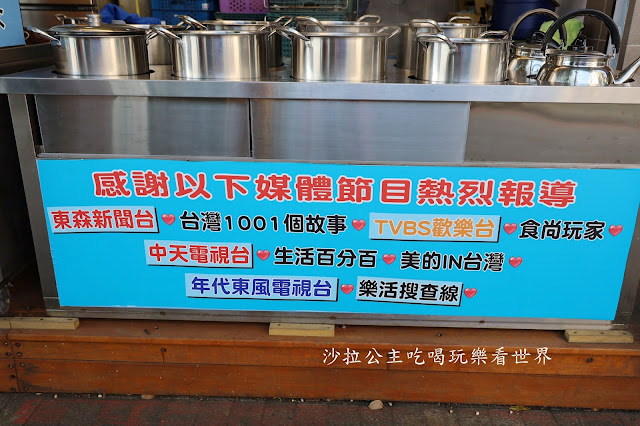 感謝以下媒體節目熱烈報導
東森新聞台❤台灣1001個故事❤TVBS歡樂台❤食尚玩家❤
中天電視台❤生活百分百❤美的IN台灣❤
年代東風電視台❤樂活搜查線❤
沙拉公主吃喝玩樂看世界